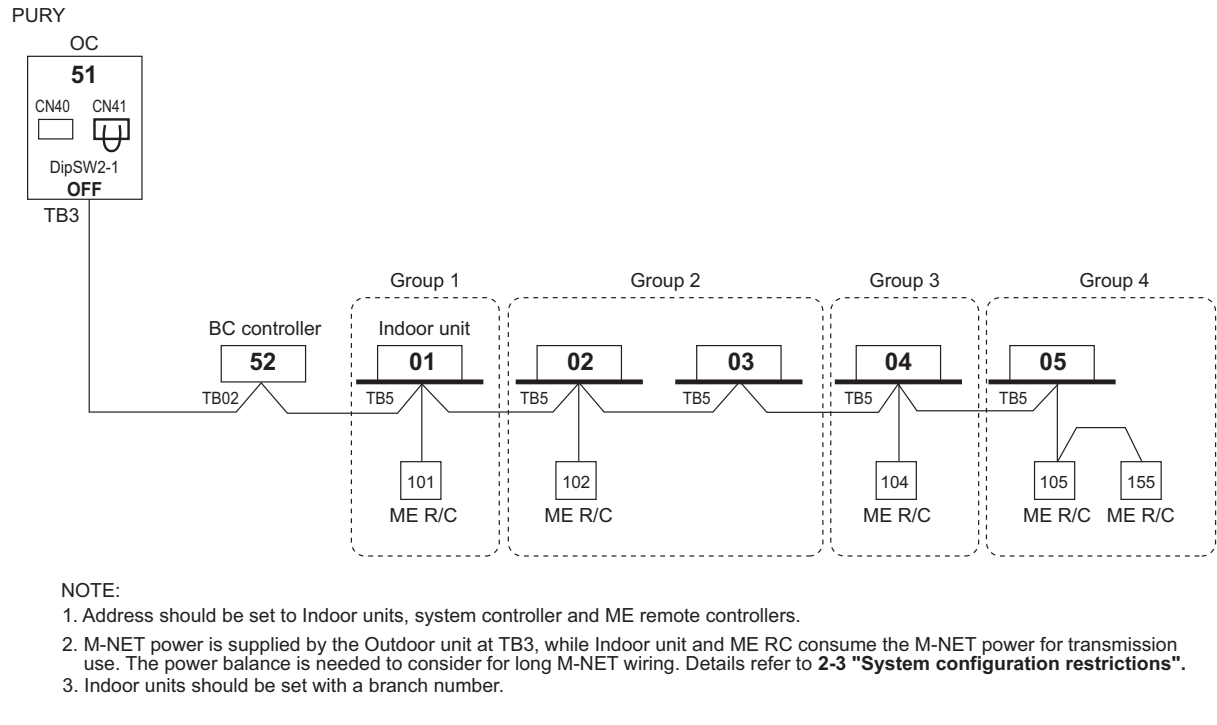 PURY
OC
51
CN40 CN41
DipSW2-1
OFF
TB3
Group 1 Group 2 Group 3 Group 4
BC controller Indoor unit
52 01 02 03 04 05
TB02 TB5 TB5 TB5 TB5 TB5
101 102 104 105 155
ME R/C ME R/C ME R/C ME R/C ME R/C
NOTE:
1. Address should be set to Indoor units, system controller and ME remote controllers.
2. M-NET power is supplied by the Outdoor unit at TB3, while Indoor unit and ME RC consume the M-NET power for transmission
use. The power balance is needed to consider for long M-NET wiring. Details refer to 2-3 "System configuration restrictions".
3. Indoor units should be set with a branch number.